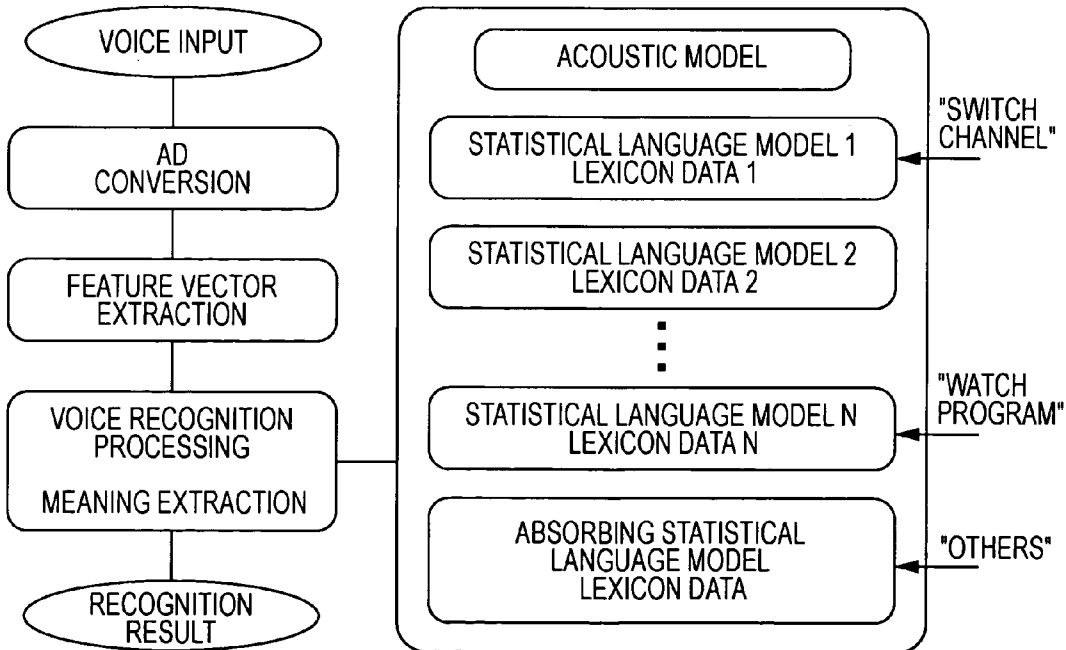 VOICE INPUT
AD
CONVERSION
FEATURE VECTOR
EXTRACTION
VOICE RECOGNITION
PROCESSING
MEANING EXTRACTION
RECOGNITION
RESULT
ACOUSTIC MODEL
STATISTICAL LANGUAGE MODEL 1
LEXICON DATA 1
STATISTICAL LANGUAGE MODEL 2
LEXICON DATA 2
STATISTICAL LANGUAGE MODEL N
LEXICON DATA N
ABSORBING STATISTICAL
LANGUAGE MODEL
LEXICON DATA
"SWITCH
CHANNEL"
"WATCH
PROGRAM"
"OTHERS"